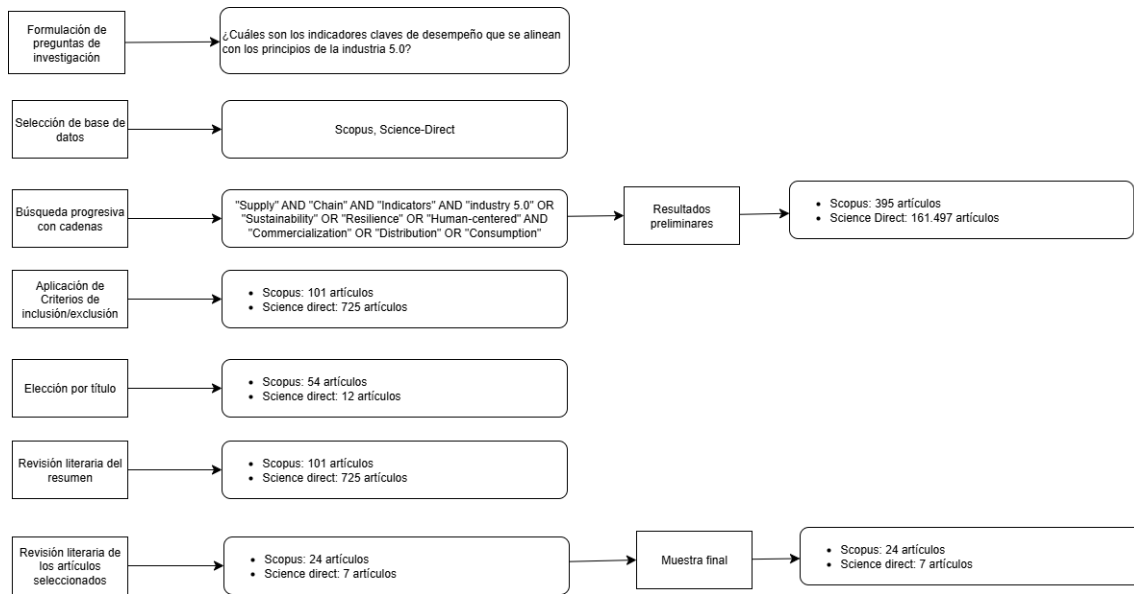 Formulación de
preguntas de
investigación
¿Cuáles son los indicadores claves de desempeño que se alinean
con los principios de la industria 5.0?
Selección de base de
datos
Scopus, Science-Direct
Búsqueda progresiva
con cadenas
"Supply" AND "Chain" AND "Indicators" AND "industry 5.0" OR
"Sustainability" OR "Resilience" OR "Human-centered" AND
"Commercialization" OR "Distribution" OR "Consumption"
Resultados
preliminares
• Scopus: 395 artículos
• Science Direct: 161.497 artículos
Aplicación de
Criterios de
inclusión/exclusión
• Scopus: 101 artículos
• Science direct: 725 artículos
Elección por título
• Scopus: 54 artículos
• Science direct: 12 artículos
Revisión literaria del
resumen
• Scopus: 101 artículos
• Science direct: 725 artículos
Revisión literaria de
los artículos
seleccionados
• Scopus: 24 artículos
• Science direct: 7 artículos
Muestra final
• Scopus: 24 artículos
• Science direct: 7 artículos